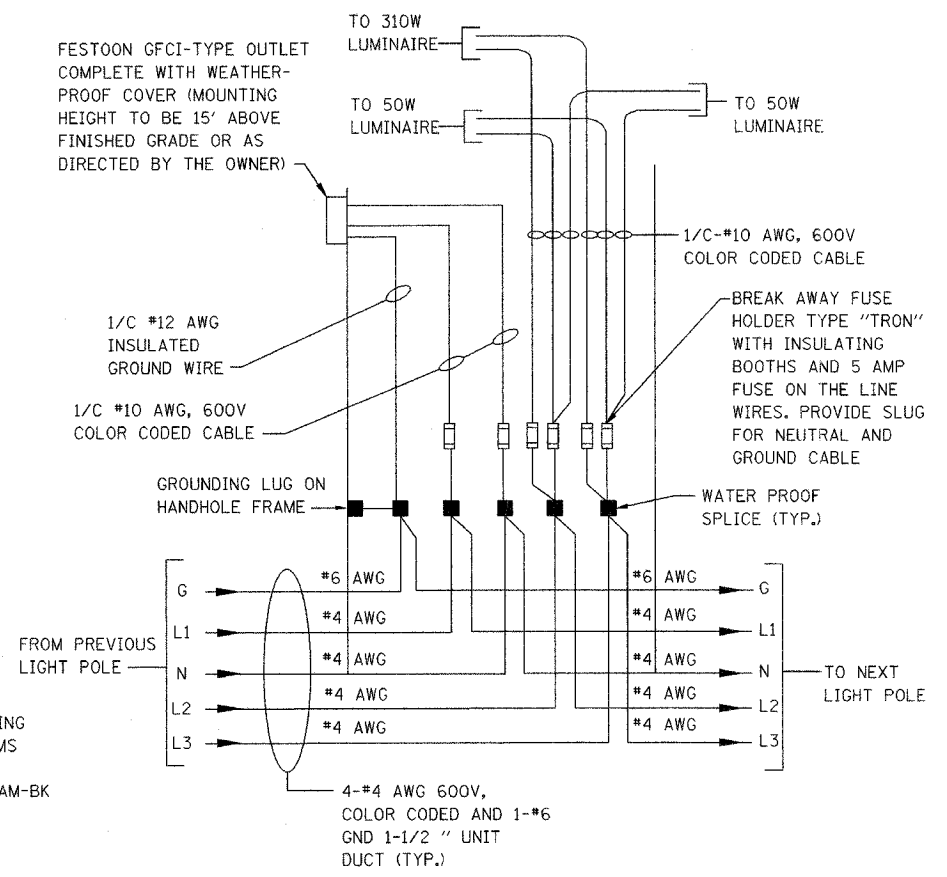 TO 310W
LUMINAIRE
FESTOON GFCI-TYPE OUTLET
COMPLETE WITH WEATHER-
PROOF COVER (MOUNTING
HEIGHT TO BE 15' ABOVE
FINISHED GRADE OR AS
DIRECTED BY THE OWNER)
TO 50W
LUMINAIRE
TO 50W
LUMINAIRE
1/C-#10 AWG, 600V
COLOR CODED CABLE
BREAK AWAY FUSE
HOLDER TYPE "TRON"
WITH INSULATING
BOOTHS AND 5 AMP
FUSE ON THE LINE
WIRES. PROVIDE SLUG
FOR NEUTRAL AND
GROUND CABLE
1/C #12 AWG
INSULATED
GROUND WIRE
1/C #10 AWG, 600V
COLOR CODED CABLE
GROUNDING LUG ON
HANDHOLE FRAME
WATER PROOF
SPLICE (TYP.)
G
#6 AWG
#6 AWG
G
L1
#4 AWG
#4 AWG
L1
FROM PREVIOUS
LIGHT POLE
N
#4 AWG
#4 AWG
N
TO NEXT
LIGHT POLE
L2
#4 AWG
#4 AWG
L2
L3
#4 AWG
#4 AWG
L3
ING
MS
AM-BK
4-#4 AWG 600V,
COLOR CODED AND 1-#6
GND 1-1/2 " UNIT
DUCT (TYP.)